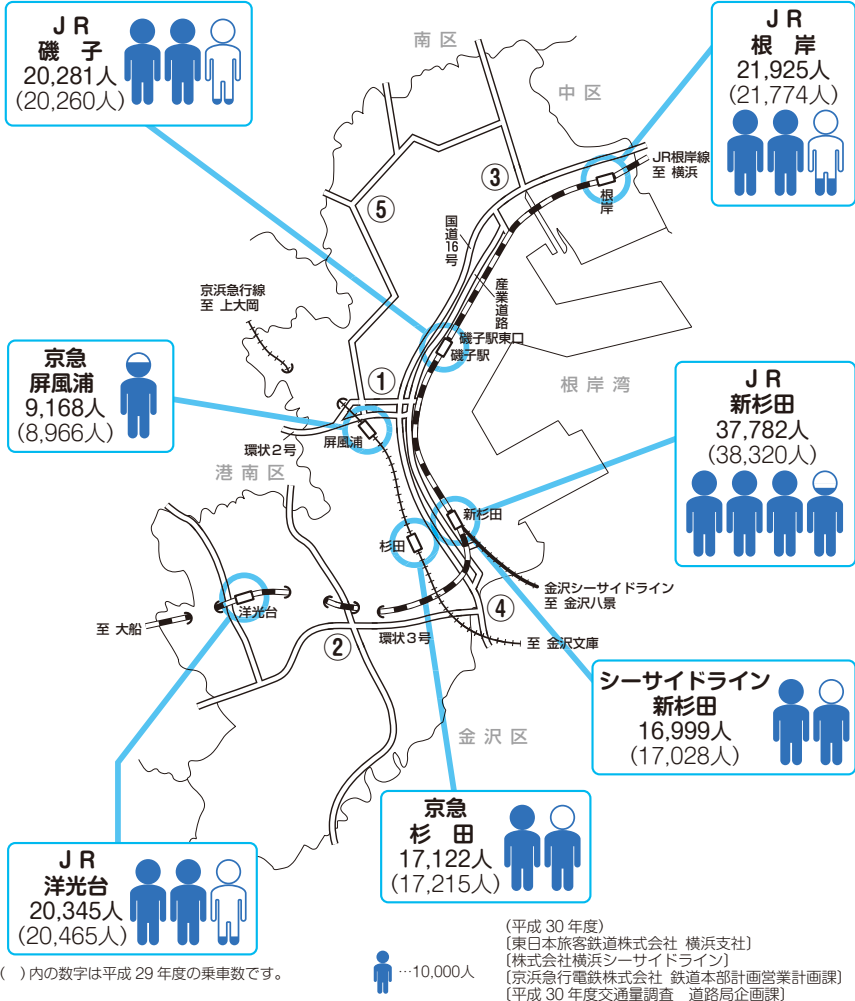 JR
磯子
20,281人
(20,260人)
JR
根岸
21,925人
(21,774人)
南区
中区
JR根岸線
至 横浜
根岸
③
⑤
国道16号
産業道路
京浜急行線
至 上大岡
磯子駅東口
磯子駅
根岸湾
京急
屏風浦
9,168人
(8,966人)
①
屏風浦
環状2号
港南区
JR
新杉田
37,782人
(38,320人)
新杉田
杉田
金沢シーサイドライン
至 金沢八景
洋光台
④
至 大船
②
環状3号
至 金沢文庫
金沢区
シーサイドライン
新杉田
16,999人
(17,028人)
京急
杉田
17,122人
(17,215人)
JR
洋光台
20,345人
(20,465人)
( )内の数字は平成29年度の乗車数です。
…10,000人
(平成30年度)
〔東日本旅客鉄道株式会社 横浜支社〕
〔株式会社横浜シーサイドライン〕
〔京浜急行電鉄株式会社 鉄道本部計画営業計画課〕
〔平成30年度交通量調査 道路局企画課〕